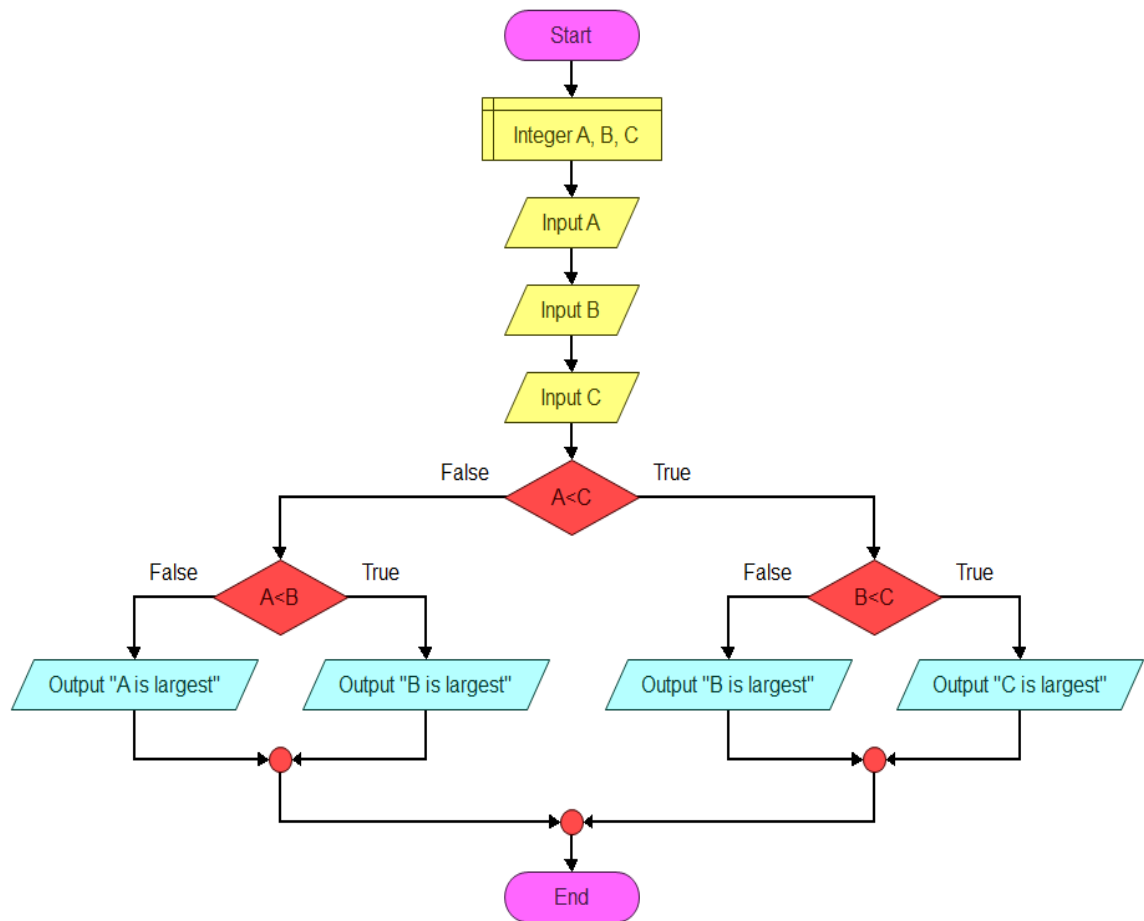 Start
Integer A, B, C
Input A
Input B
Input C
False
A<C
True
False
A<B
True
False
B<C
True
Output "A is largest"
Output "B is largest"
Output "B is largest"
Output "C is largest"
End